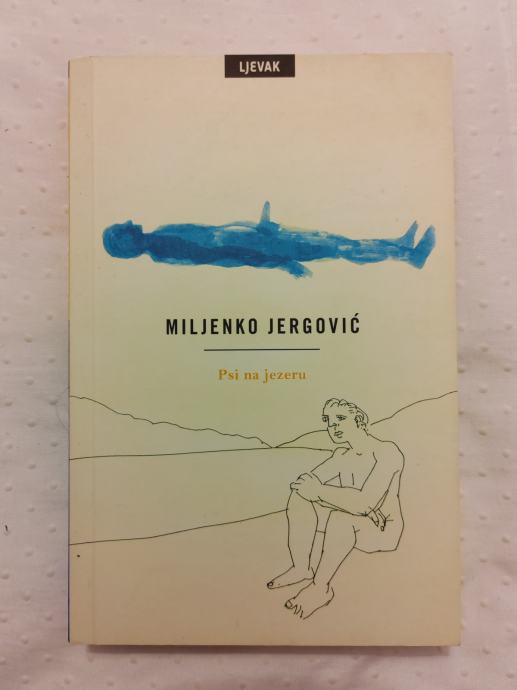 LJEVAK
MILJENKO JERGOVIĆ
Psi na jezeru